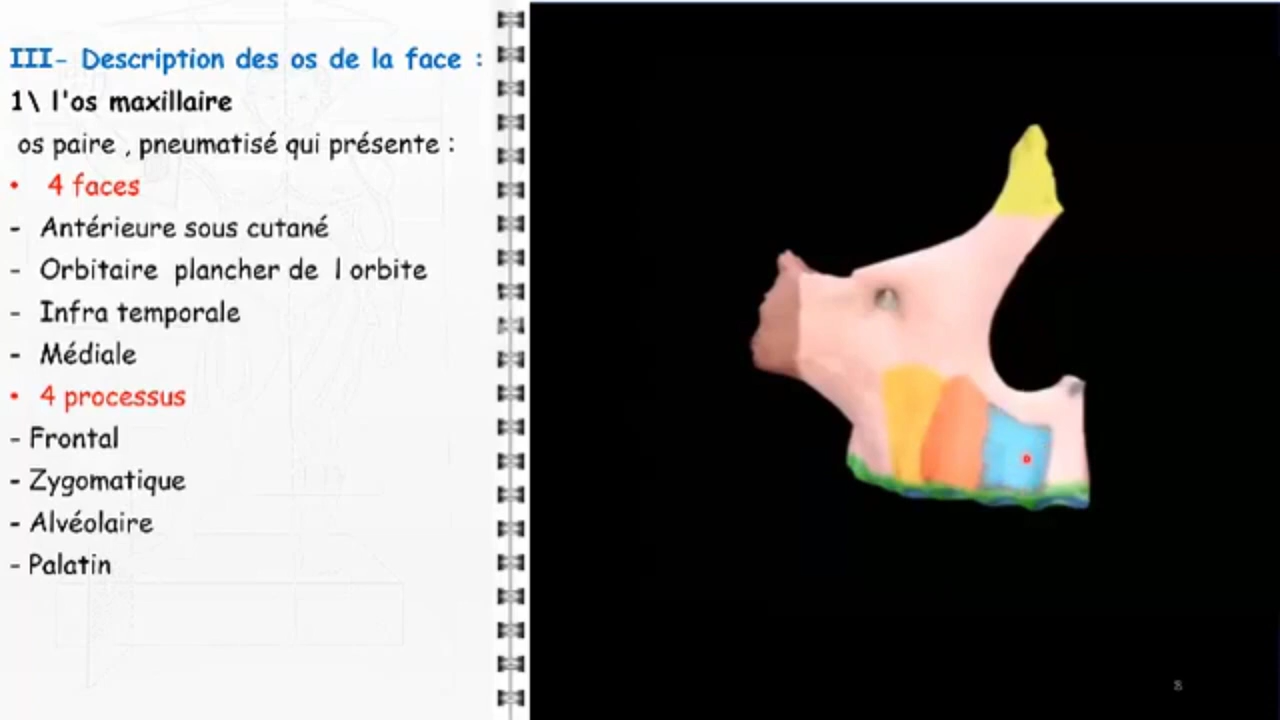 III- Description des os de la face :
1\ l'os maxillaire
os paire , pneumatisé qui présente :
• 4 faces
- Antérieure sous cutané
- Orbitaire plancher de l orbite
- Infra temporale
- Médiale
• 4 processus
- Frontal
- Zygomatique
- Alvéolaire
- Palatin
8